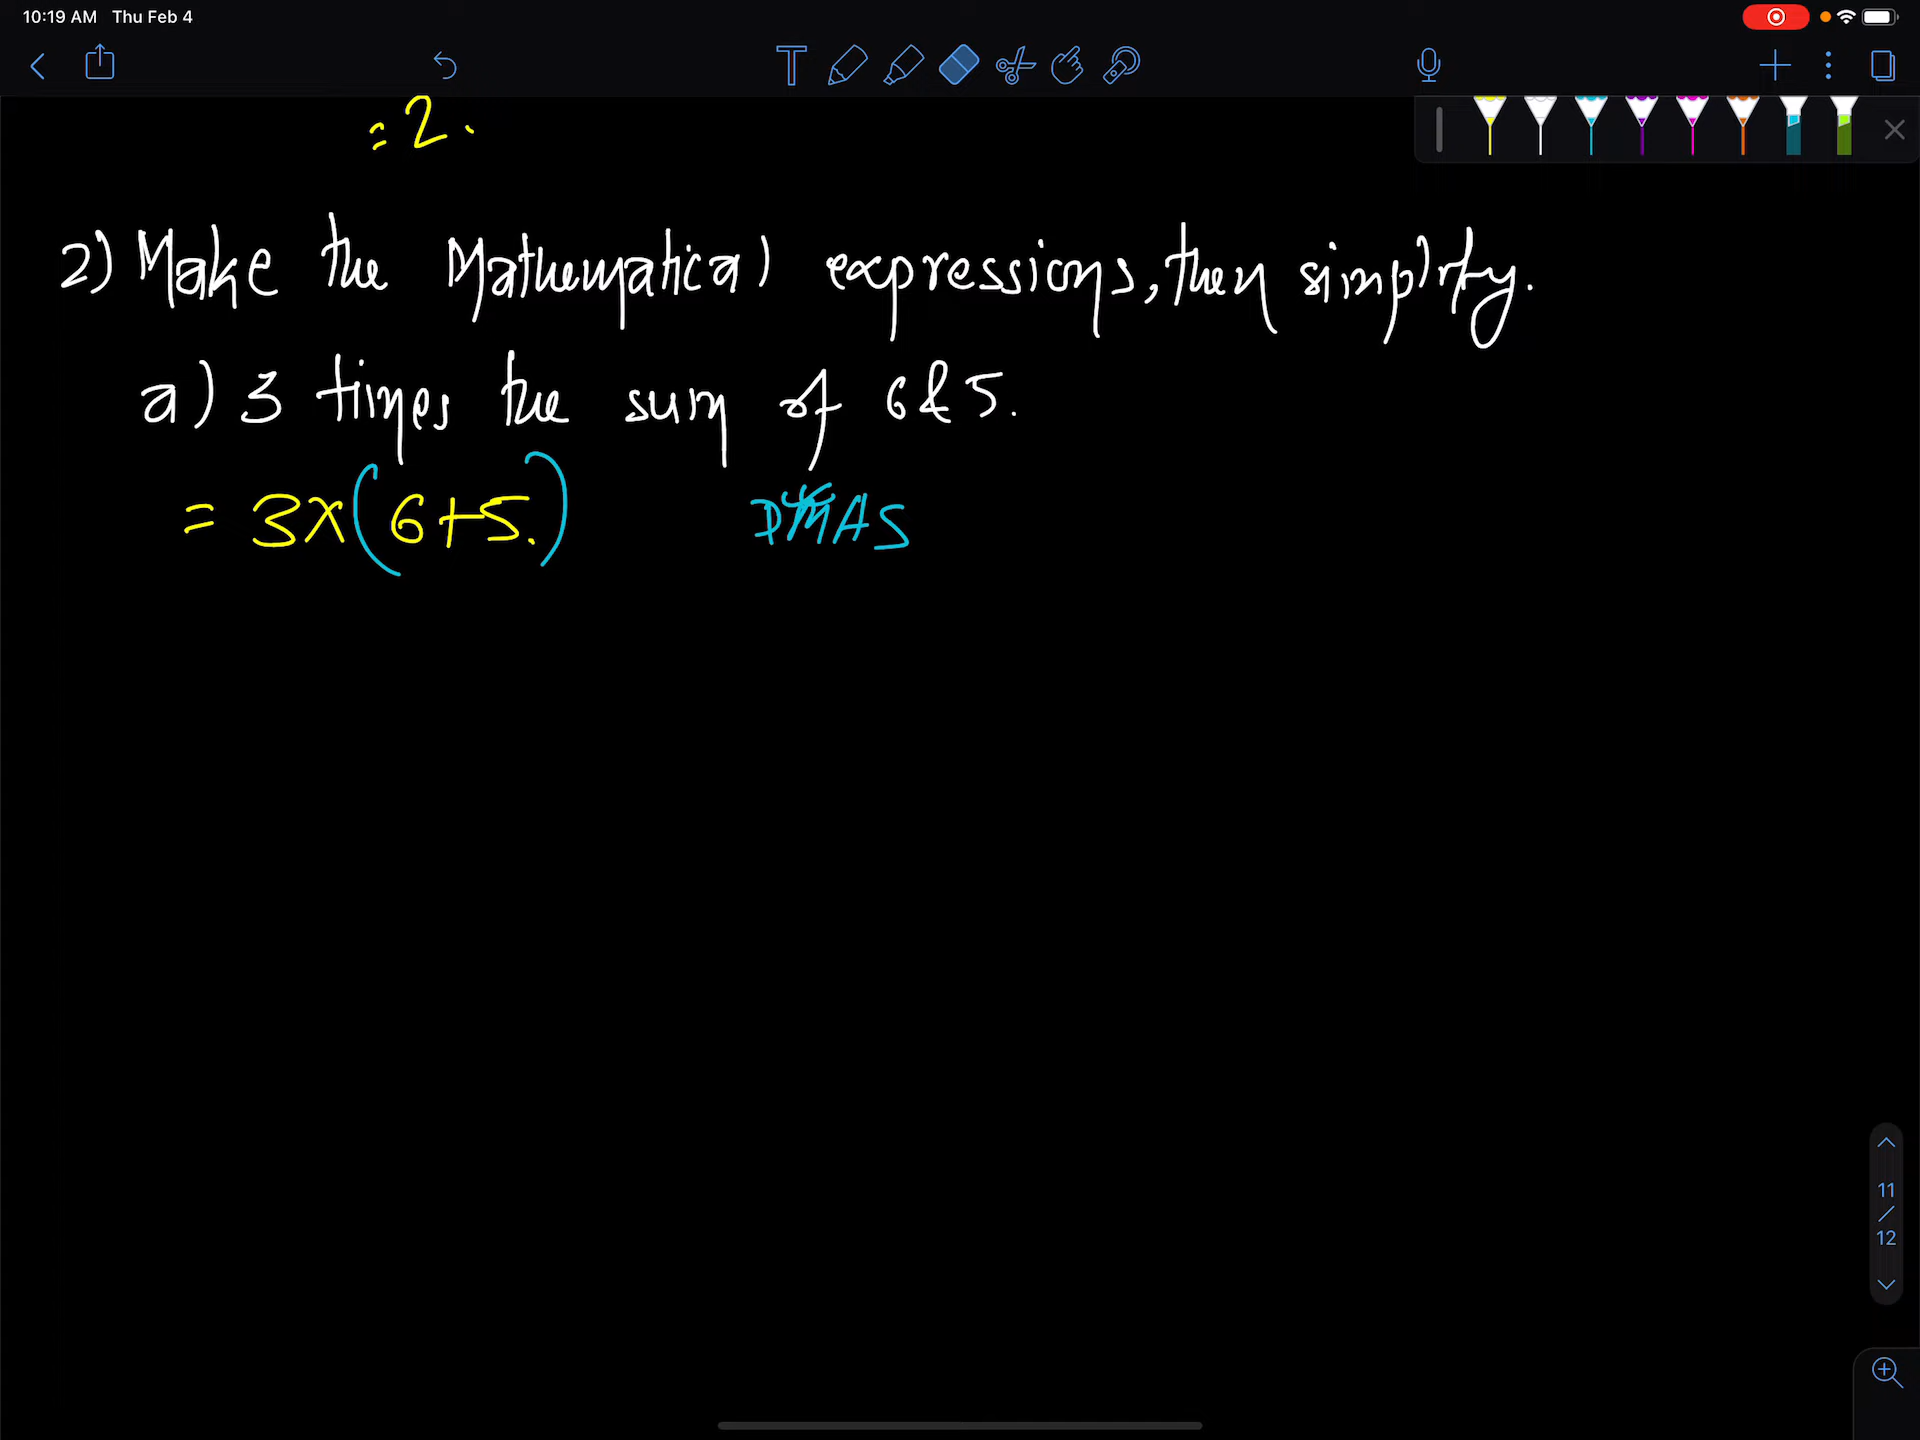 10:19 AM Thu Feb 4
= 2.
2) Make the Mathematical expressions, then simplify.
a) 3 times the sum of 6 & 5.
= 3 × (6 + 5.) DMAS
11
/
12